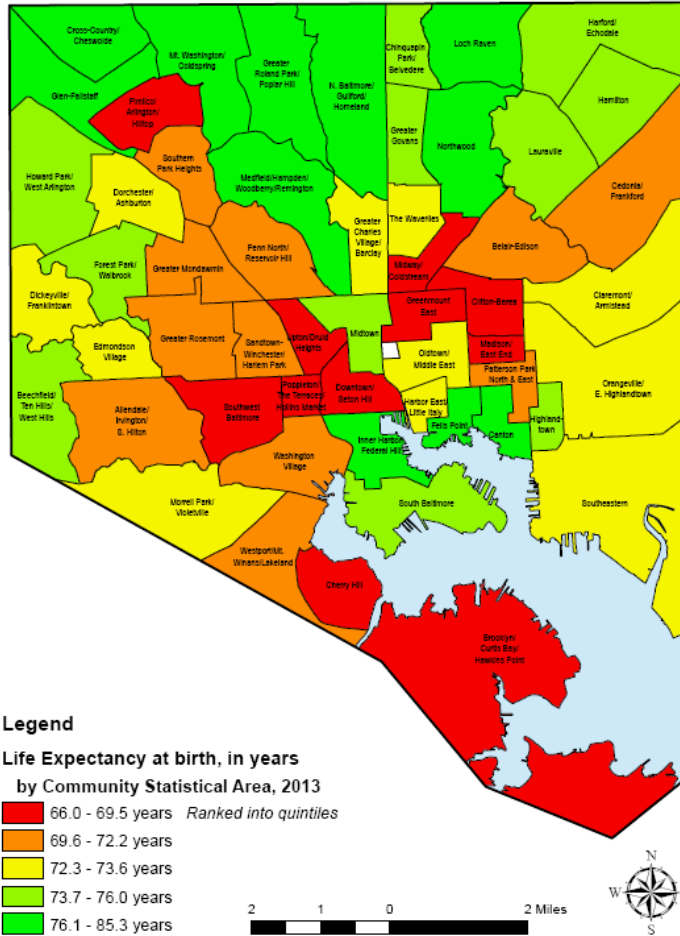 Cross-Country/
Cheswolde
Mt. Washington/
Coldspring
Greater
Roland Park/
Poplar Hill
N. Baltimore/
Guilford/
Homeland
Chinquapin
Park/
Belvedere
Loch Raven
Harford/
Echodale
Glen-Fallstaff
Pimlico/
Arlington/
Hilltop
Hamilton
Greater
Govans
Northwood
Lauraville
Southern
Park Heights
Howard Park/
West Arlington
Dorchester/
Ashburton
Medfield/Hampden/
Woodberry/Remington
Cedonia/
Frankford
Greater
Charles
Village/
Barclay
The Waverlies
Belair-Edison
Penn North/
Reservoir Hill
Forest Park/
Walbrook
Greater Mondawmin
Midway/
Coldstream
Dickeyville/
Franklintown
Claremont/
Armistead
Greenmount
East
Clifton-Berea
Edmondson
Village
Greater Rosemont
Sandtown-
Winchester/
Harlem Park
Upton/Druid
Heights
Midtown
Oldtown/
Middle East
Madison/
East End
Patterson Park
North & East
Orangeville/
E. Highlandtown
Beechfield/
Ten Hills/
West Hills
Allendale/
Irvington/
S. Hilton
Southwest
Baltimore
Poppleton/
The Terraces/
Hollins Market
Downtown/
Seton Hill
Harbor East/
Little Italy
Fells Point
Canton
Highland-
town
Inner Harbor/
Federal Hill
Washington
Village
Morrell Park/
Violetville
South Baltimore
Southeastern
Westport/Mt.
Winans/Lakeland
Cherry Hill
Brooklyn/
Curtis Bay/
Hawkins Point
Legend
Life Expectancy at birth, in years
by Community Statistical Area, 2013
66.0 - 69.5 years Ranked into quintiles
69.6 - 72.2 years
72.3 - 73.6 years
73.7 - 76.0 years
76.1 - 85.3 years
2 1 0 2 Miles
N
W E
S